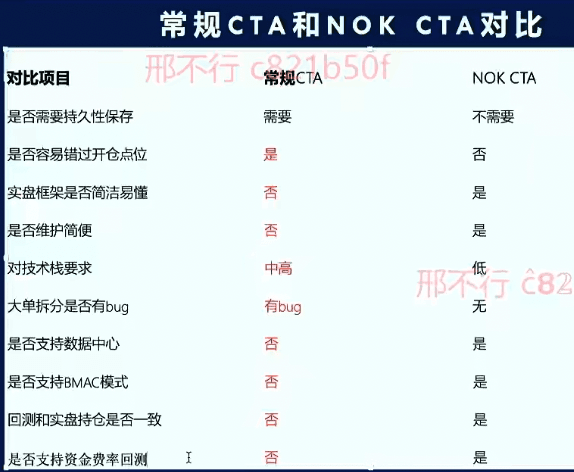 常规CTA和NOK CTA对比
邢不行 c821b50f
对比项目 常规CTA NOK CTA
是否需要持久性保存 需要 不需要
是否容易错过开仓点位 是 否
实盘框架是否简洁易懂 否 是
是否维护简便 否 是
对技术栈要求 中高 低
邢不行 c82
大单拆分是否有bug 有bug 无
是否支持数据中心 否 是
是否支持BMAC模式 否 是
回测和实盘持仓是否一致 否 是
是否支持资金费率回测 否 是